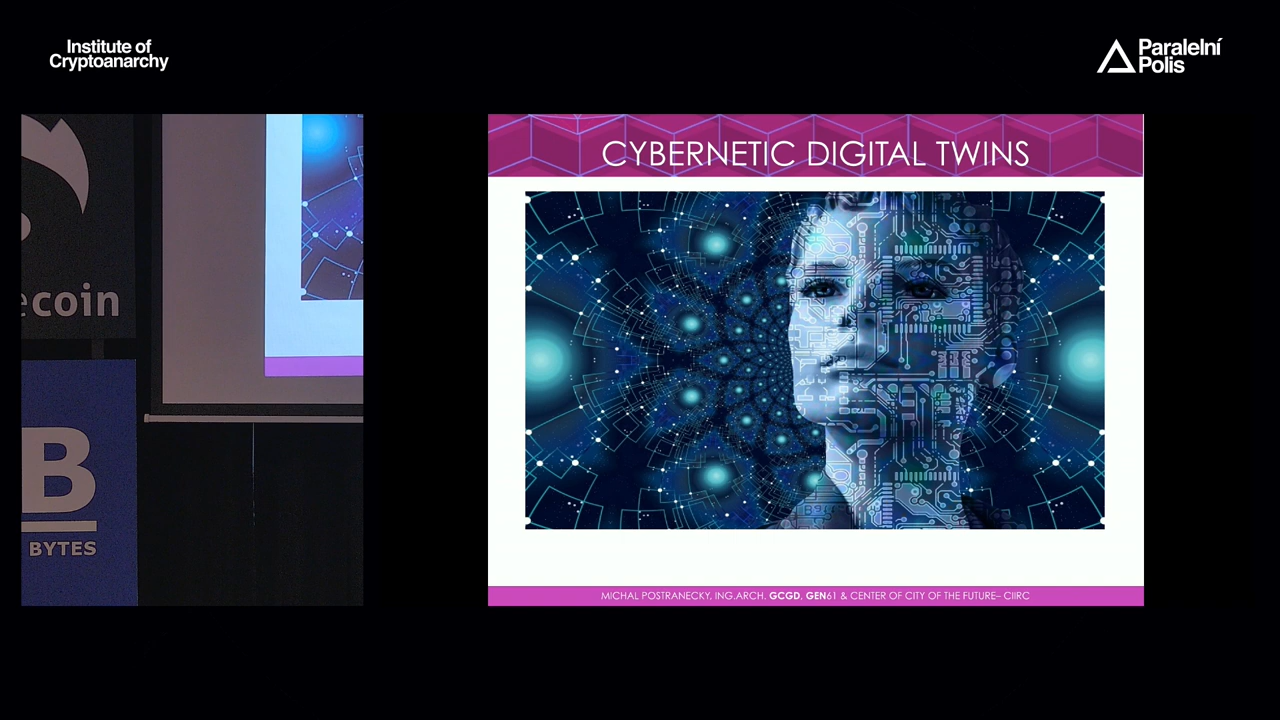 Institute of
Cryptoanarchy
Paralelní
Polis
ecoin
B
BYTES
CYBERNETIC DIGITAL TWINS
MICHAL POSTRANECKY, ING.ARCH. GCGD, GEN61 & CENTER OF CITY OF THE FUTURE– CIIRC